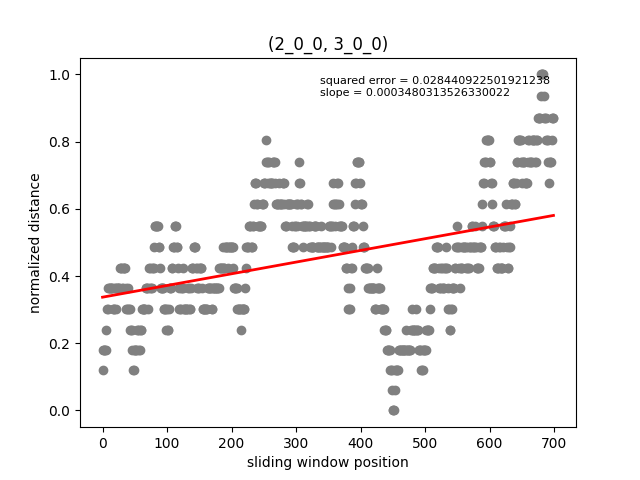 (2_0_0, 3_0_0)
squared error = 0.028440922501921238
slope = 0.0003480313526330022
normalized distance
1.0
0.8
0.6
0.4
0.2
0.0
0 100 200 300 400 500 600 700
sliding window position